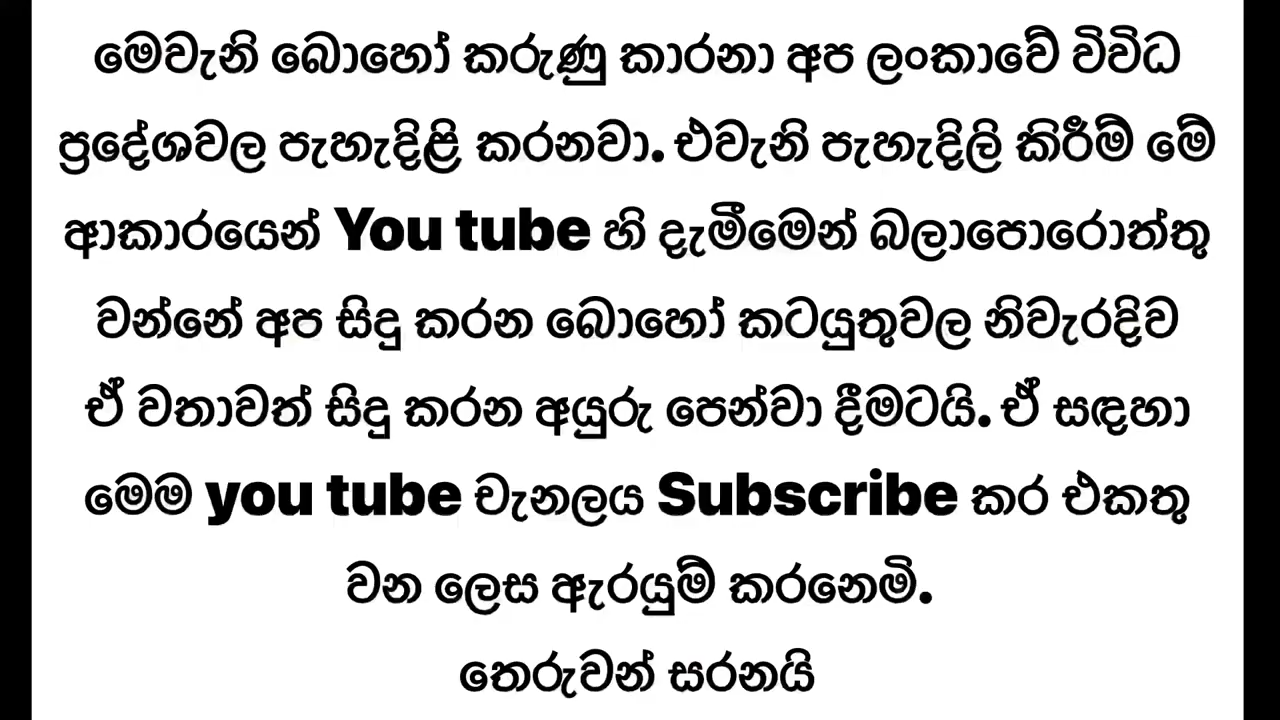 මෙවැනි බොහෝ කරුණු කාරනා අප ලංකාවේ විවිධ
ප්‍රදේශවල පැහැදිළි කරනවා. එවැනි පැහැදිලි කිරීම් මේ
ආකාරයෙන් You tube හි දැමීමෙන් බලාපොරොත්තු
වන්නේ අප සිදු කරන බොහෝ කටයුතුවල නිවැරදිව
ඒ වතාවත් සිදු කරන අයුරු පෙන්වා දීමටයි. ඒ සඳහා
මෙම you tube චැනලය Subscribe කර එකතු
වන ලෙස ඇරයුම් කරනෙමි.
තෙරුවන් සරනයි